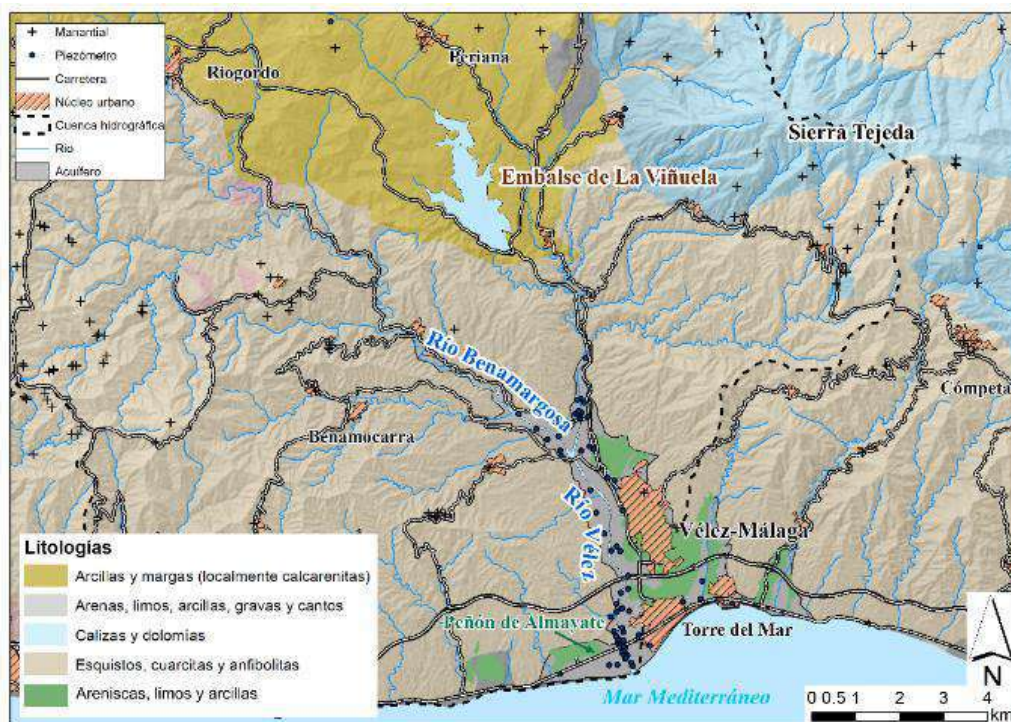 Manantial
Piezómetro
Carretera
Núcleo urbano
Cuenca hidrográfica
Río
Acuífero
Riogordo
Periana
Sierra Tejeda
Embalse de La Viñuela
Río Benamargosa
Cómpeta
Benamocarra
Río Vélez
Vélez-Málaga
Litologías
Arcillas y margas (localmente calcarenitas)
Arenas, limos, arcillas, gravas y cantos
Calizas y dolomías
Esquistos, cuarcitas y anfibolitas
Areniscas, limos y arcillas
Peñón de Almayate
Torre del Mar
Mar Mediterráneo
N
0 0.5 1 2 3 4
km